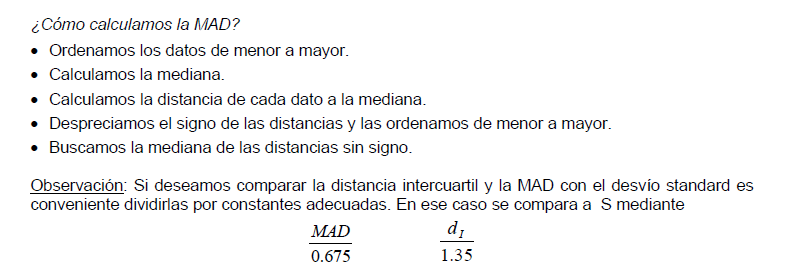 ¿Cómo calculamos la MAD?
• Ordenamos los datos de menor a mayor.
• Calculamos la mediana.
• Calculamos la distancia de cada dato a la mediana.
• Despreciamos el signo de las distancias y las ordenamos de menor a mayor.
• Buscamos la mediana de las distancias sin signo.
Observación: Si deseamos comparar la distancia intercuartil y la MAD con el desvío standard es
conveniente dividirlas por constantes adecuadas. En ese caso se compara a S mediante
MAD d_I
0.675 1.35